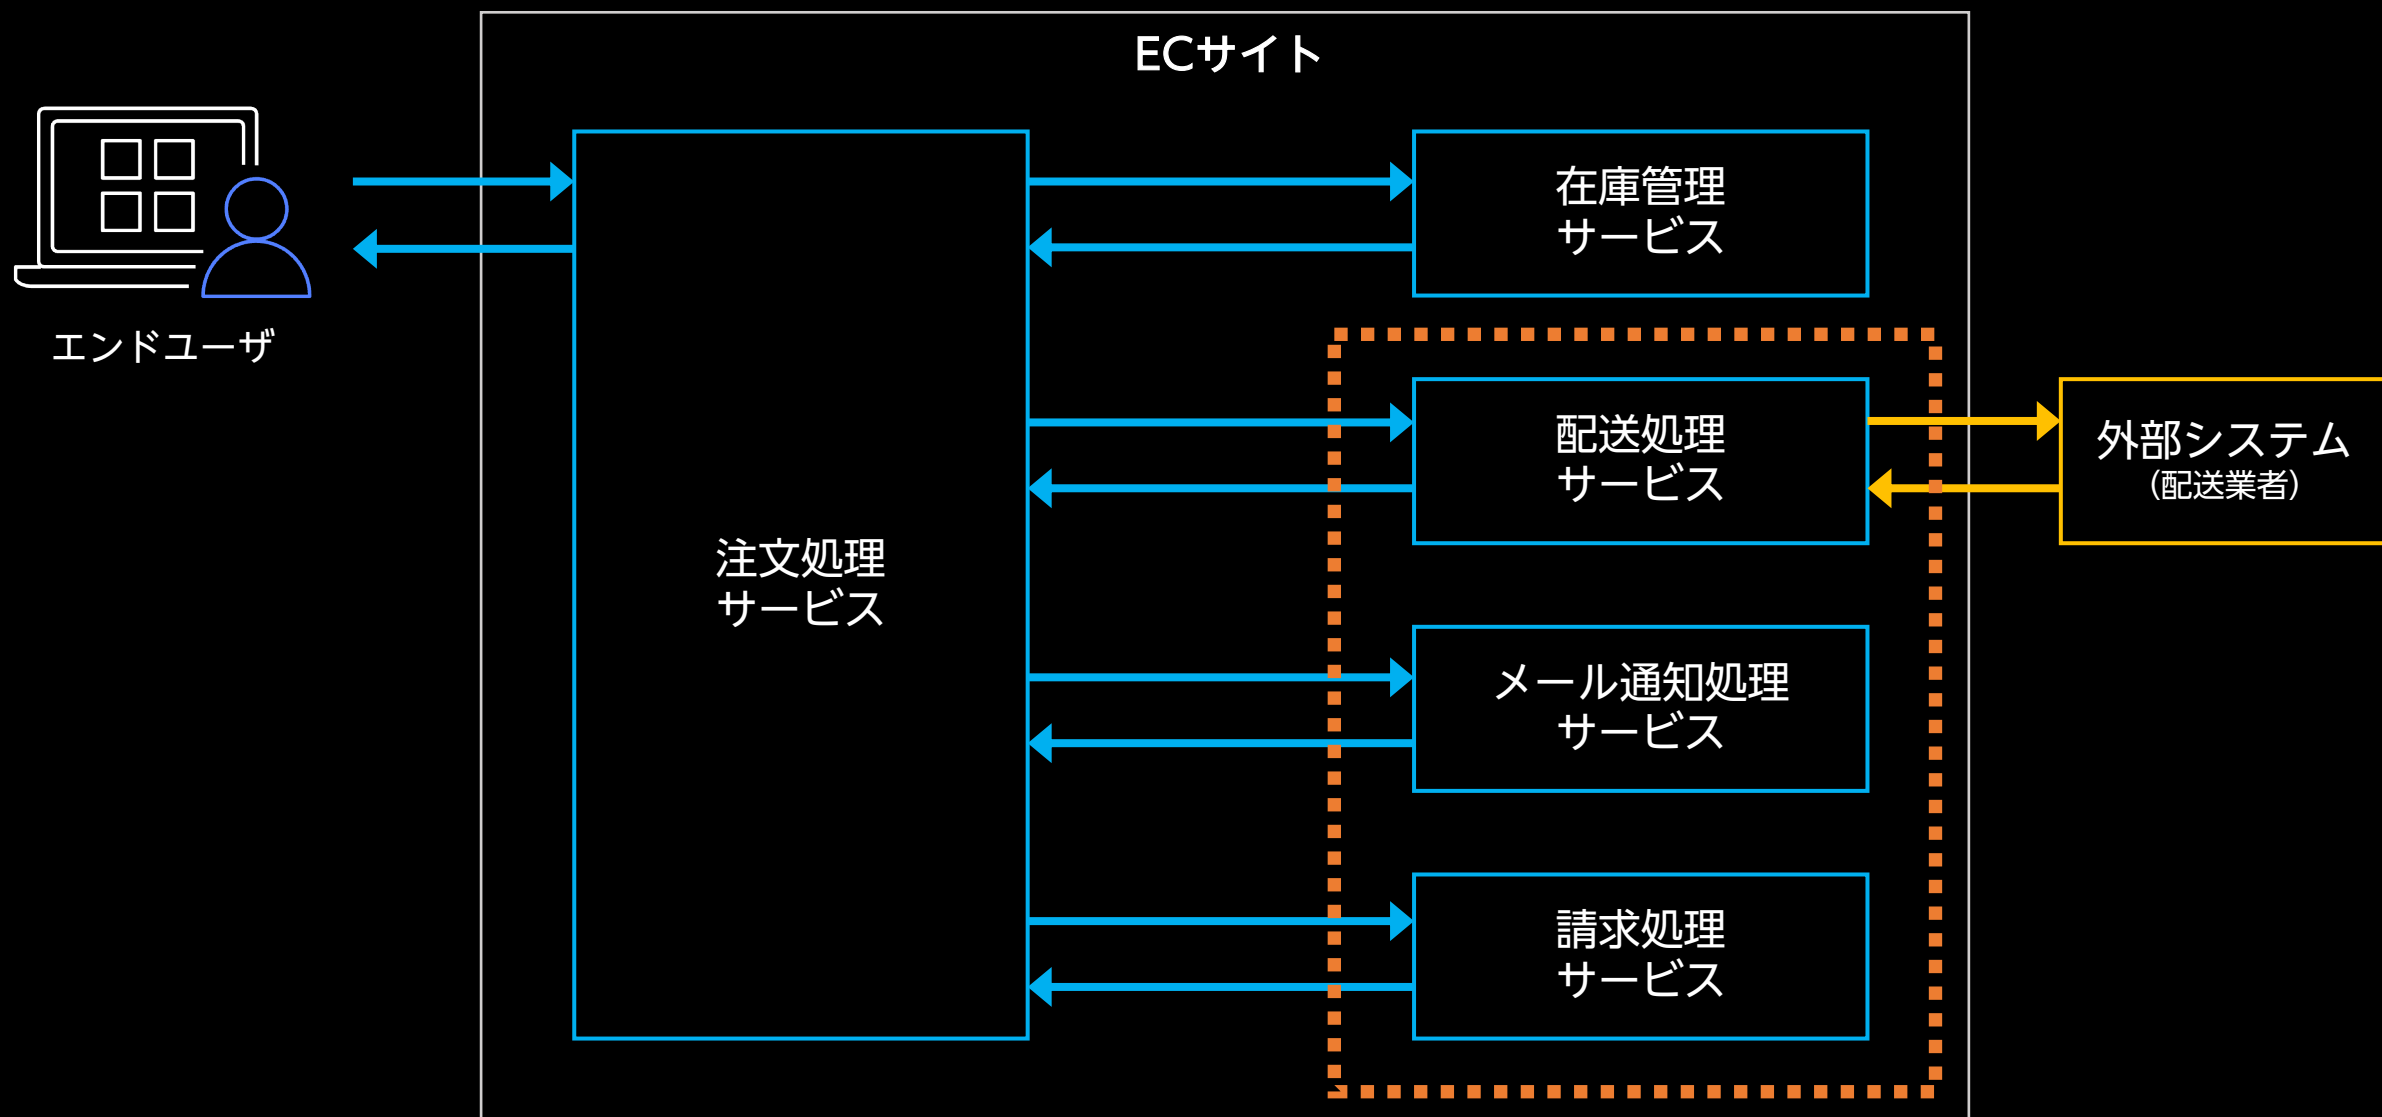 ECサイト
エンドユーザ
注文処理
サービス
在庫管理
サービス
配送処理
サービス
メール通知処理
サービス
請求処理
サービス
外部システム
(配送業者)